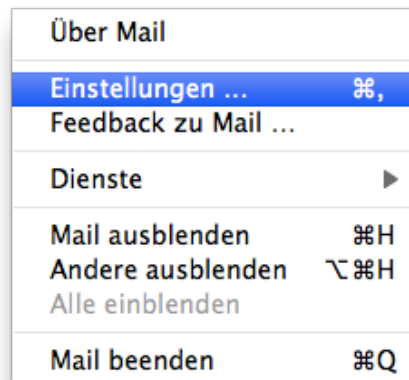 Über Mail
Einstellungen ... ⌘,
Feedback zu Mail ...
Dienste ▶
Mail ausblenden ⌘H
Andere ausblenden ⌥⌘H
Alle einblenden
Mail beenden ⌘Q